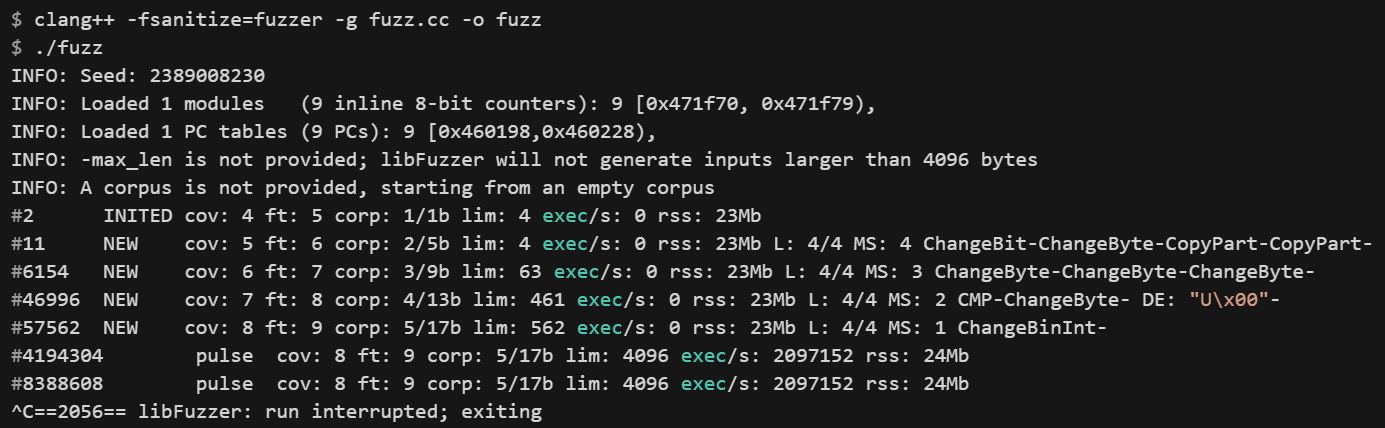 $ clang++ -fsanitize=fuzzer -g fuzz.cc -o fuzz
$ ./fuzz
INFO: Seed: 2389008230
INFO: Loaded 1 modules   (9 inline 8-bit counters): 9 [0x471f70, 0x471f79),
INFO: Loaded 1 PC tables (9 PCs): 9 [0x460198,0x460228),
INFO: -max_len is not provided; libFuzzer will not generate inputs larger than 4096 bytes
INFO: A corpus is not provided, starting from an empty corpus
#2      INITED cov: 4 ft: 5 corp: 1/1b lim: 4 exec/s: 0 rss: 23Mb
#11     NEW    cov: 5 ft: 6 corp: 2/5b lim: 4 exec/s: 0 rss: 23Mb L: 4/4 MS: 4 ChangeBit-ChangeByte-CopyPart-CopyPart-
#6154   NEW    cov: 6 ft: 7 corp: 3/9b lim: 63 exec/s: 0 rss: 23Mb L: 4/4 MS: 3 ChangeByte-ChangeByte-ChangeByte-
#46996  NEW    cov: 7 ft: 8 corp: 4/13b lim: 461 exec/s: 0 rss: 23Mb L: 4/4 MS: 2 CMP-ChangeByte- DE: "U\x00"-
#57562  NEW    cov: 8 ft: 9 corp: 5/17b lim: 562 exec/s: 0 rss: 23Mb L: 4/4 MS: 1 ChangeBinInt-
#4194304        pulse  cov: 8 ft: 9 corp: 5/17b lim: 4096 exec/s: 2097152 rss: 24Mb
#8388608        pulse  cov: 8 ft: 9 corp: 5/17b lim: 4096 exec/s: 2097152 rss: 24Mb
^C==2056== libFuzzer: run interrupted; exiting